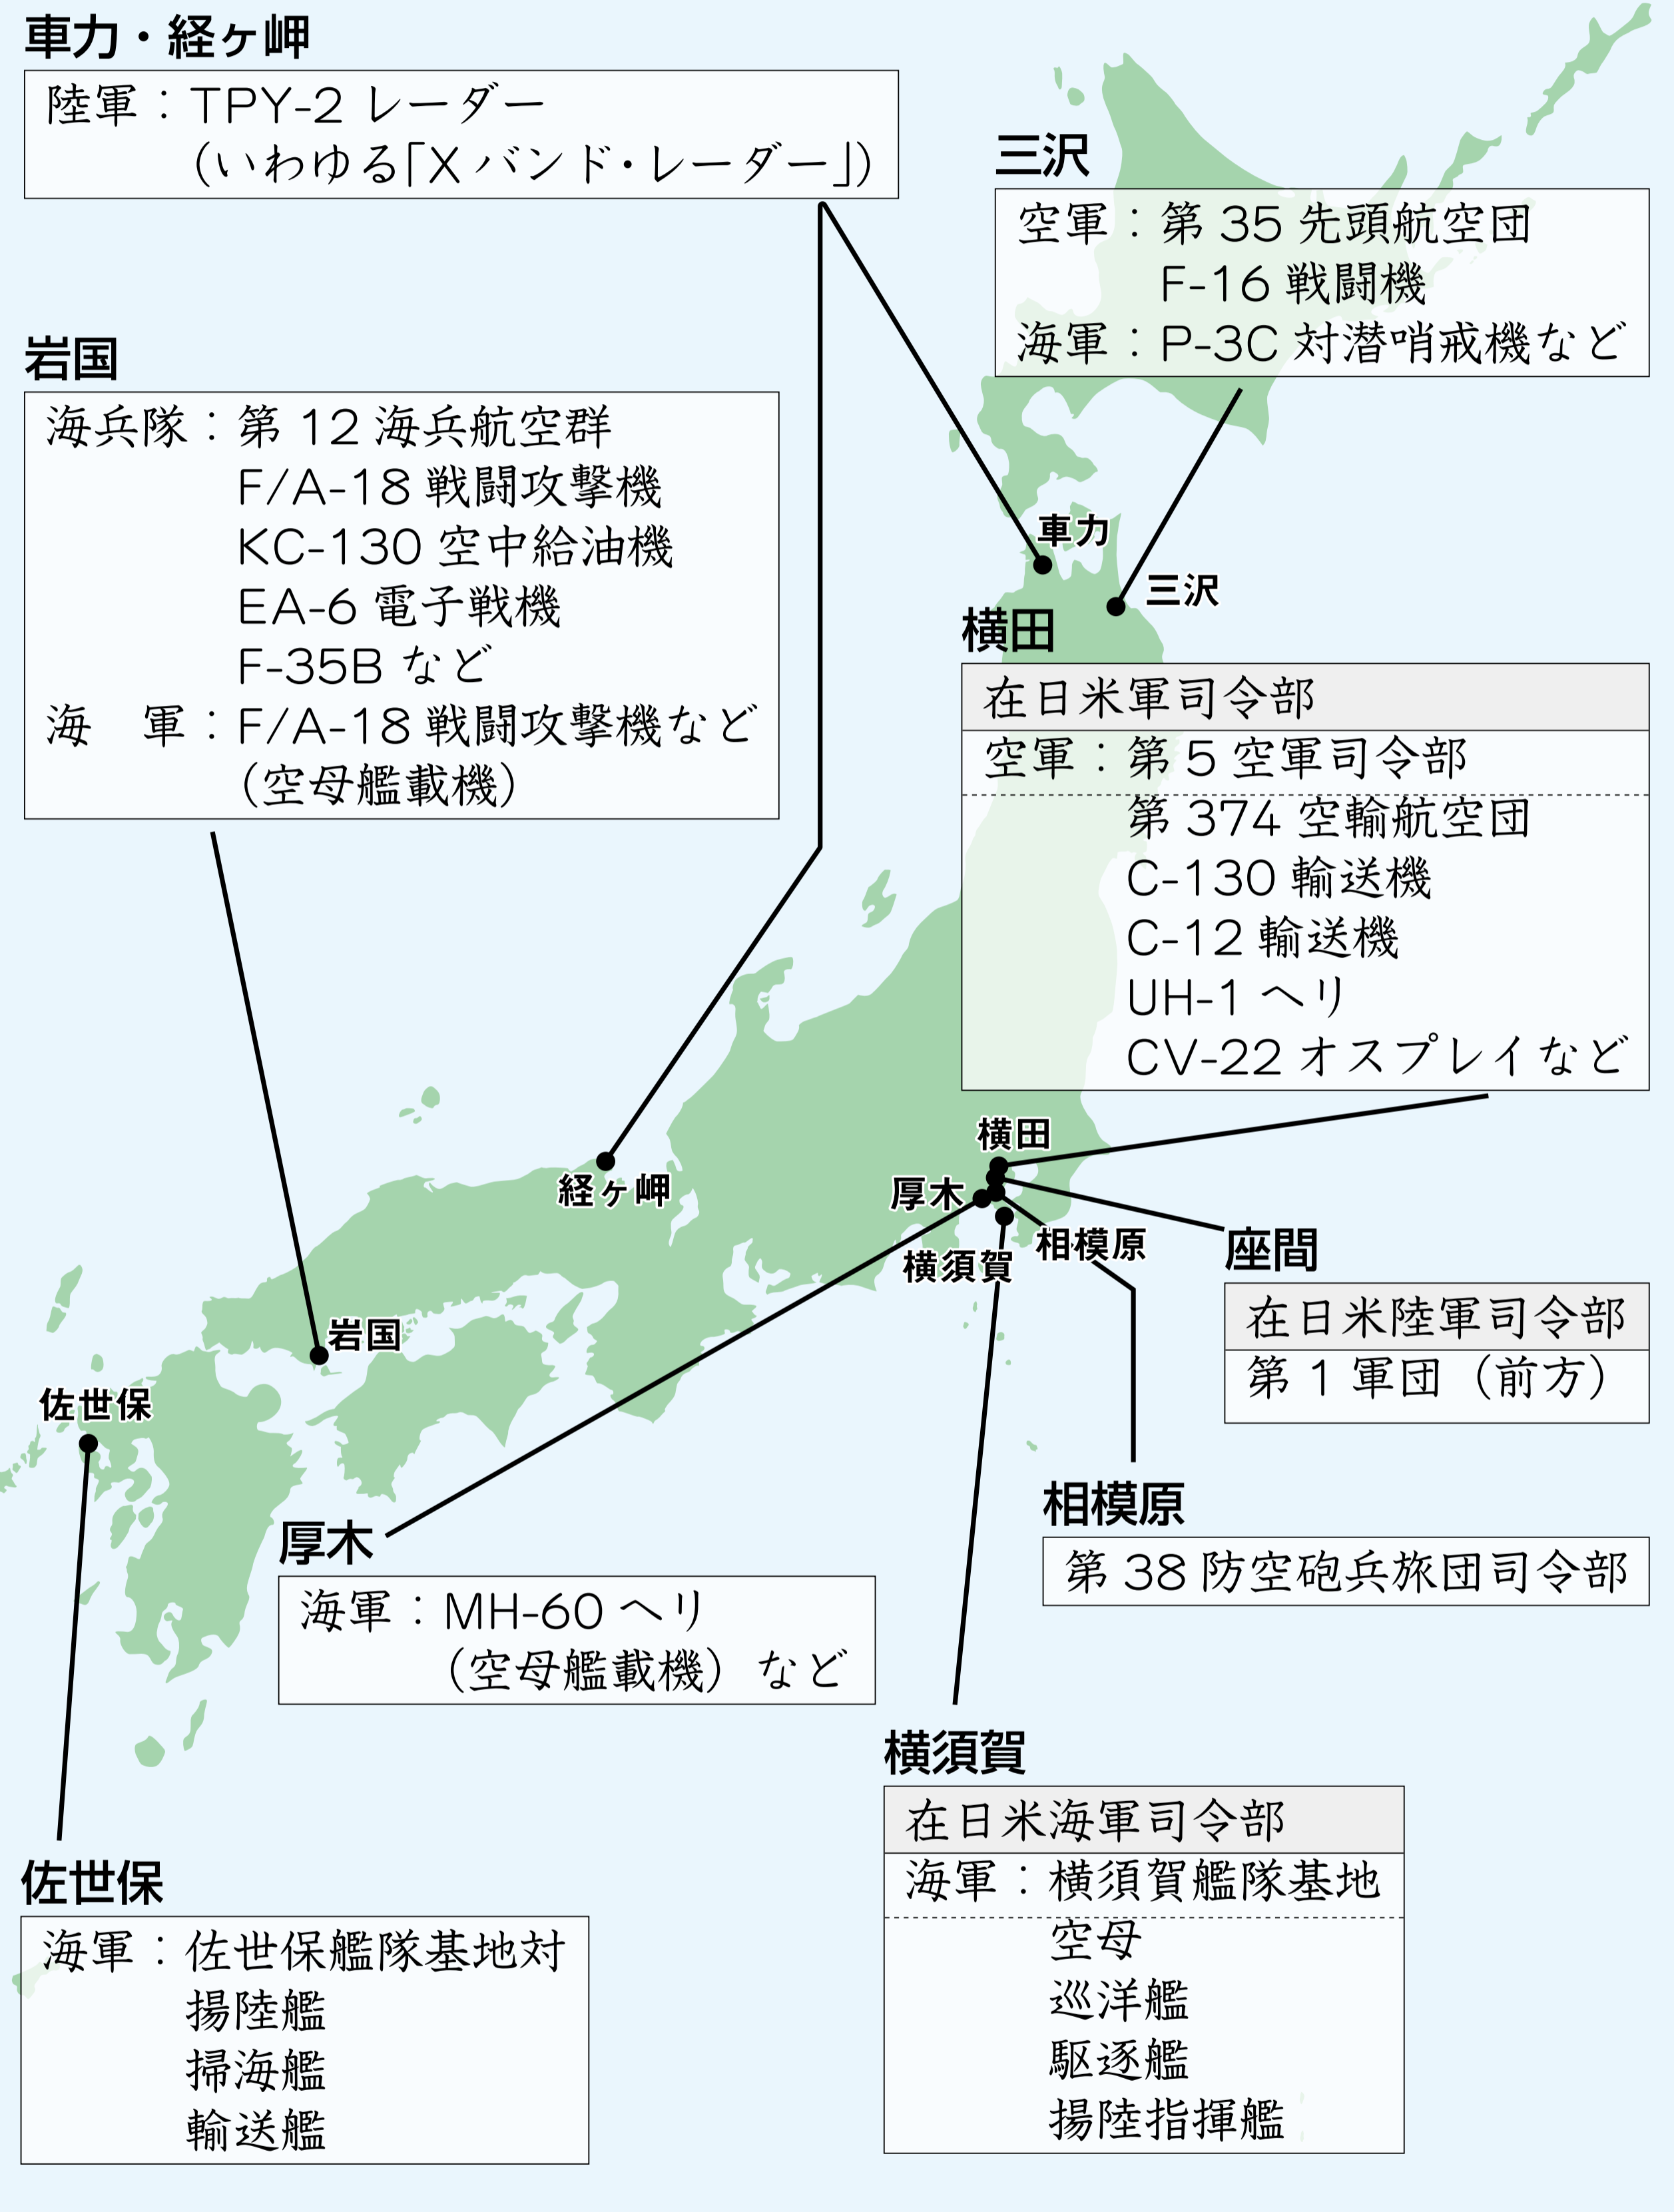 車力・経ヶ岬
陸軍：TPY-2 レーダー
（いわゆる「X バンド・レーダー」）
三沢
空軍：第 35 先頭航空団
F-16 戦闘機
海軍：P-3C 対潜哨戒機など
岩国
海兵隊：第 12 海兵航空群
F/A-18 戦闘攻撃機
KC-130 空中給油機
EA-6 電子戦機
F-35B など
海　軍：F/A-18 戦闘攻撃機など
（空母艦載機）
車力
三沢
横田
在日米軍司令部
空軍：第 5 空軍司令部
第 374 空輸航空団
C-130 輸送機
C-12 輸送機
UH-1 ヘリ
CV-22 オスプレイなど
横田
経ヶ岬
厚木
相模原
横須賀
座間
在日米陸軍司令部
第 1 軍団（前方）
岩国
佐世保
相模原
第 38 防空砲兵旅団司令部
厚木
海軍：MH-60 ヘリ
（空母艦載機）など
横須賀
在日米海軍司令部
海軍：横須賀艦隊基地
空母
巡洋艦
駆逐艦
揚陸指揮艦
佐世保
海軍：佐世保艦隊基地対
揚陸艦
掃海艦
輸送艦